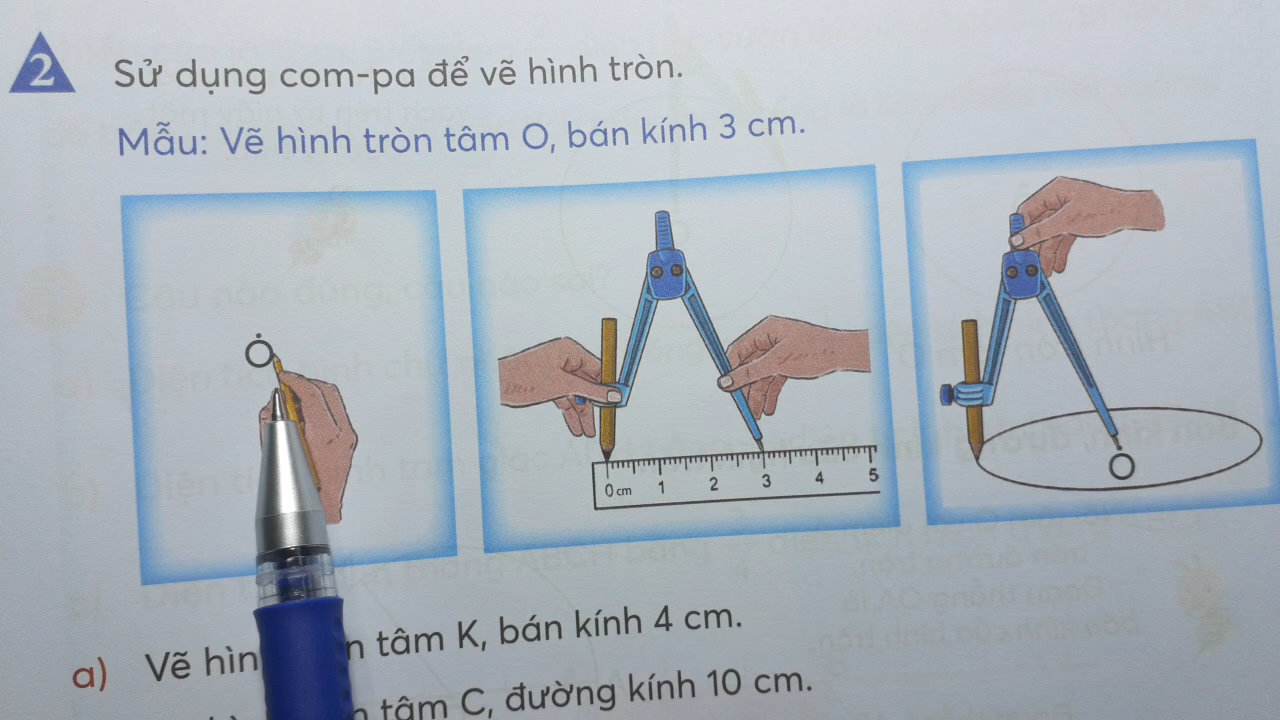 2 Sử dụng com-pa để vẽ hình tròn.
Mẫu: Vẽ hình tròn tâm O, bán kính 3 cm.
O
0 cm 1 2 3 4 5
O
a) Vẽ tâm K, bán kính 4 cm.
tâm C, đường kính 10 cm.